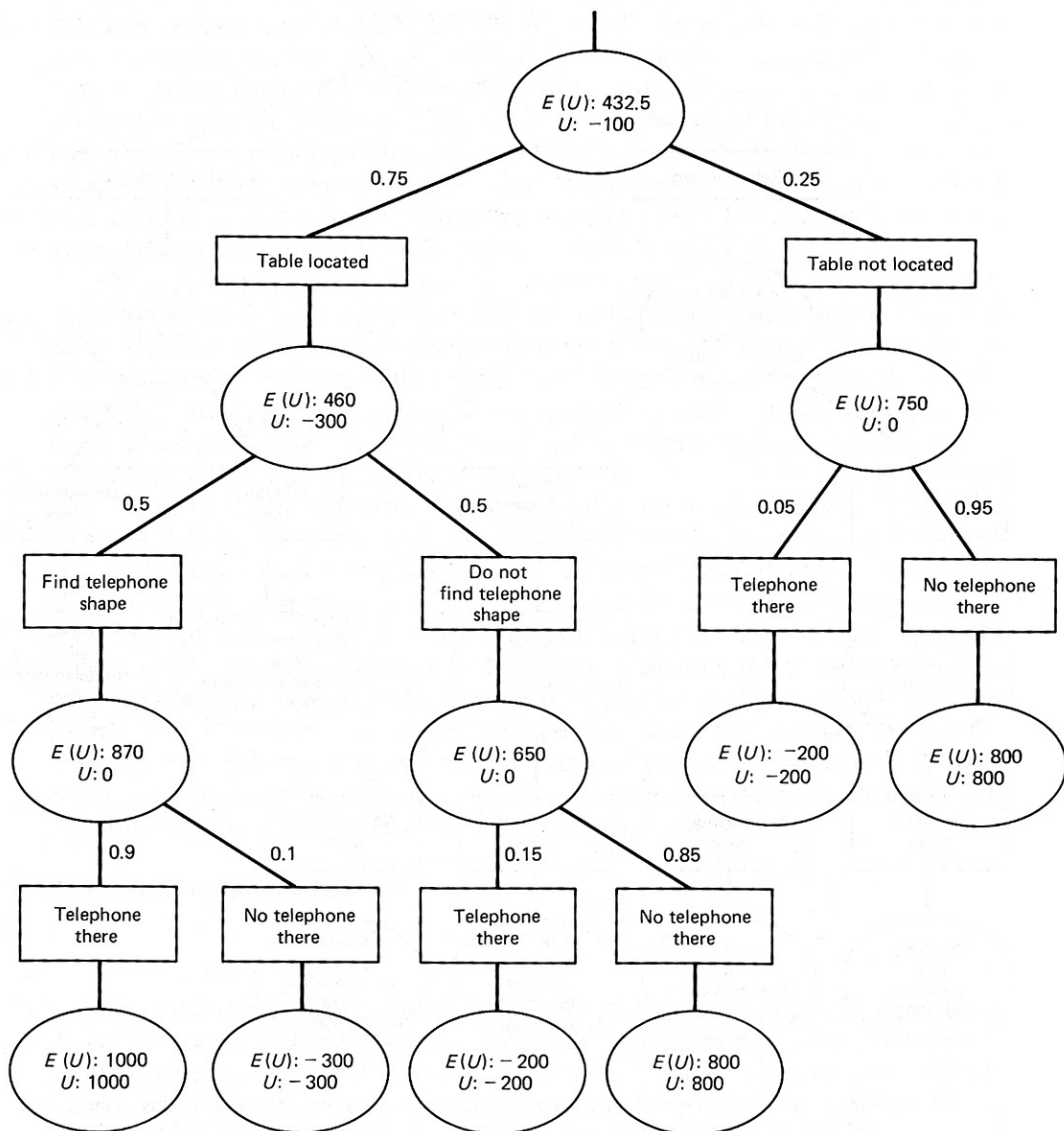 E (U): 432.5
U: −100
0.75
0.25
Table located
Table not located
E (U): 460
U: −300
E (U): 750
U: 0
0.5
0.5
0.05
0.95
Find telephone
shape
Do not
find telephone
shape
Telephone
there
No telephone
there
E (U): 870
U: 0
E (U): 650
U: 0
E (U): −200
U: −200
E (U): 800
U: 800
0.9
0.1
0.15
0.85
Telephone
there
No telephone
there
Telephone
there
No telephone
there
E (U): 1000
U: 1000
E (U): −300
U: −300
E (U): −200
U: −200
E (U): 800
U: 800